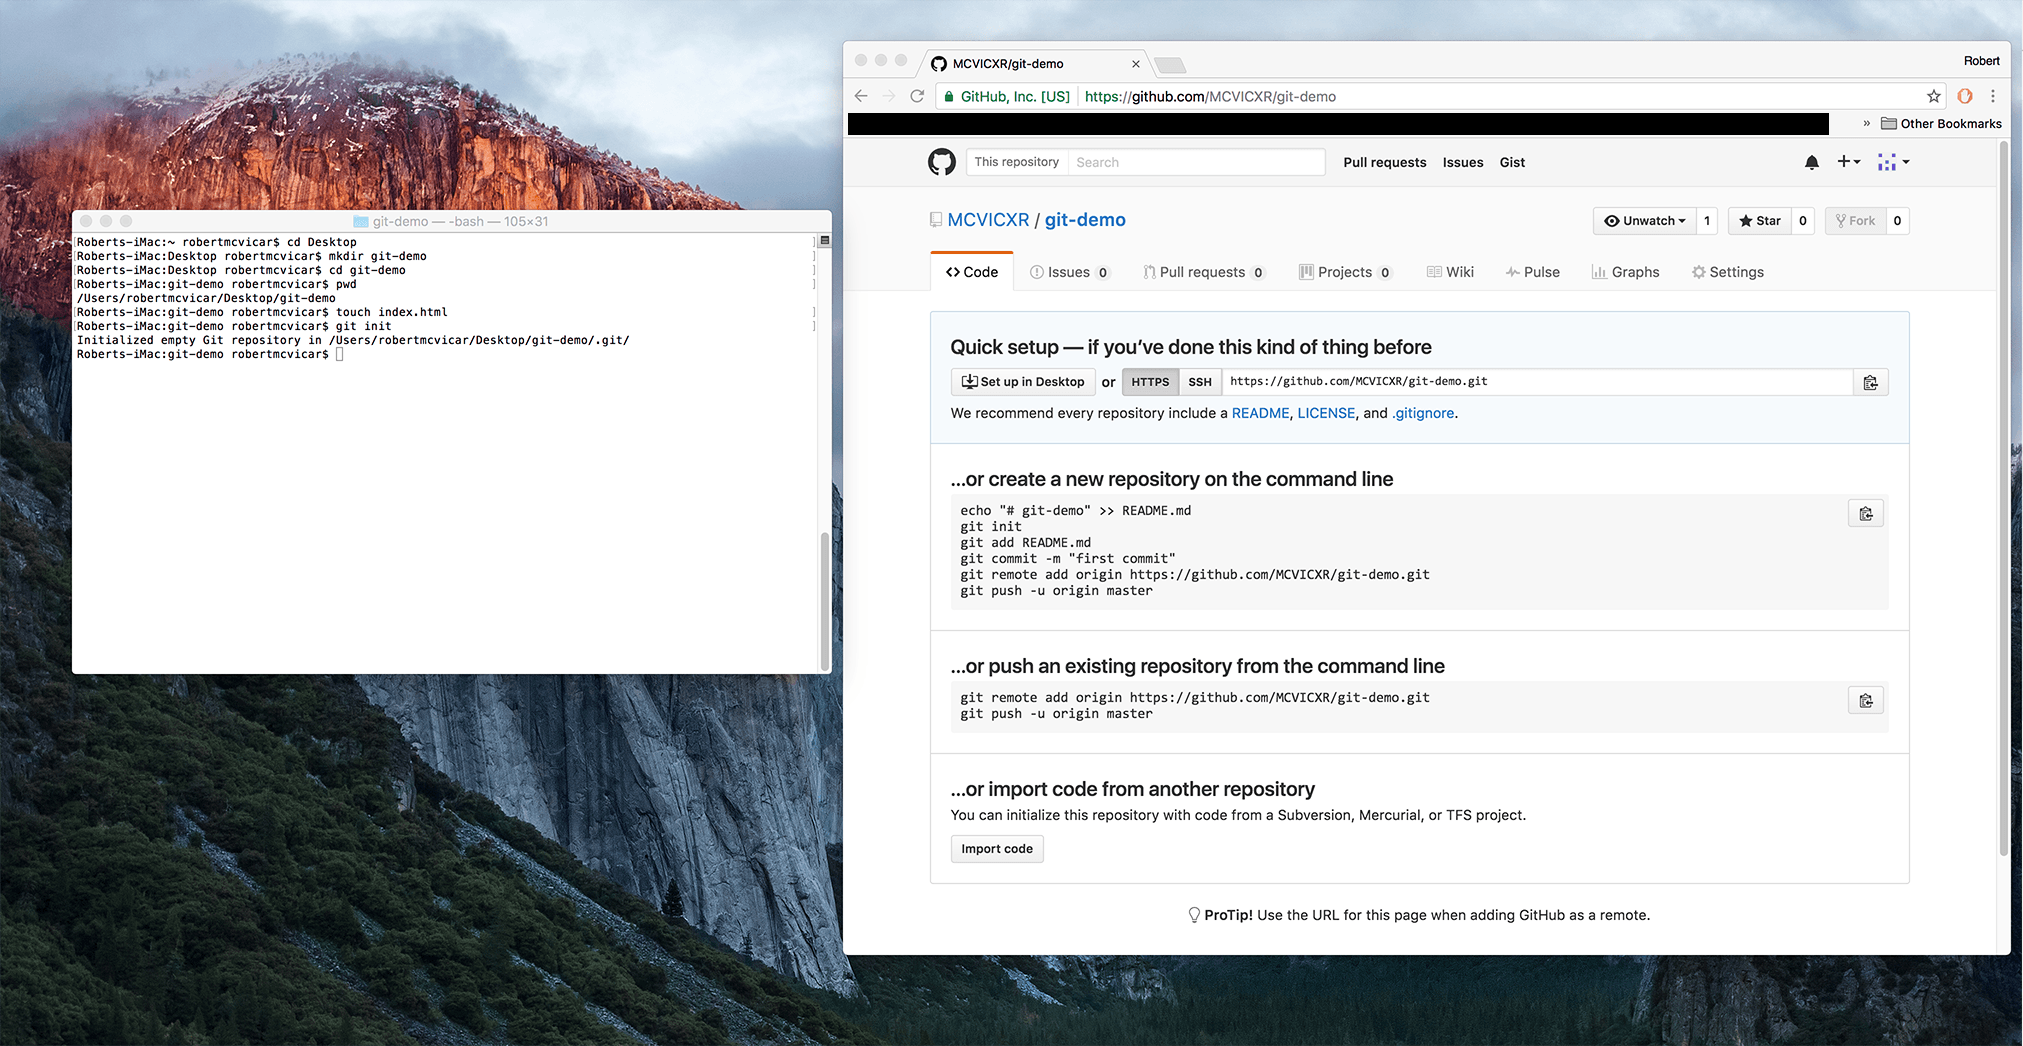 git-demo — -bash — 105×31
Roberts-iMac:~ robertmcvicar$ cd Desktop
Roberts-iMac:Desktop robertmcvicar$ mkdir git-demo
Roberts-iMac:Desktop robertmcvicar$ cd git-demo
Roberts-iMac:git-demo robertmcvicar$ pwd
/Users/robertmcvicar/Desktop/git-demo
Roberts-iMac:git-demo robertmcvicar$ touch index.html
Roberts-iMac:git-demo robertmcvicar$ git init
Initialized empty Git repository in /Users/robertmcvicar/Desktop/git-demo/.git/
Roberts-iMac:git-demo robertmcvicar$
MCVICXR/git-demo
Robert
GitHub, Inc. [US] https://github.com/MCVICXR/git-demo
» Other Bookmarks
This repository Search Pull requests Issues Gist
MCVICXR / git-demo Unwatch 1 Star 0 Fork 0
<> Code Issues 0 Pull requests 0 Projects 0 Wiki Pulse Graphs Settings
Quick setup — if you’ve done this kind of thing before
Set up in Desktop or HTTPS SSH https://github.com/MCVICXR/git-demo.git
We recommend every repository include a README, LICENSE, and .gitignore.
…or create a new repository on the command line
echo "# git-demo" >> README.md
git init
git add README.md
git commit -m "first commit"
git remote add origin https://github.com/MCVICXR/git-demo.git
git push -u origin master
…or push an existing repository from the command line
git remote add origin https://github.com/MCVICXR/git-demo.git
git push -u origin master
…or import code from another repository
You can initialize this repository with code from a Subversion, Mercurial, or TFS project.
Import code
ProTip! Use the URL for this page when adding GitHub as a remote.